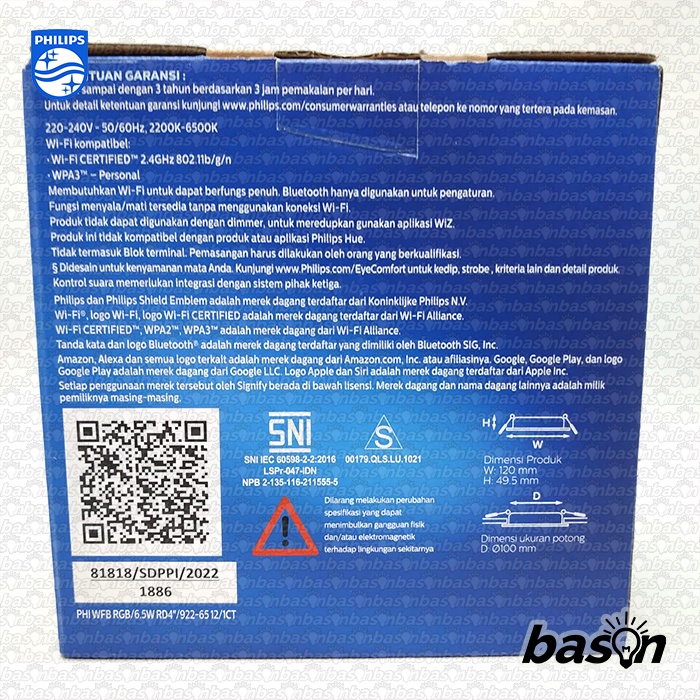 PHILIPS
TUAN GARANSI :
sampai dengan 3 tahun berdasarkan 3 jam pemakaian per hari.
Untuk detail ketentuan garansi kunjungi www.philips.com/consumerwarranties atau telepon ke nomor yang tertera pada kemasan.
220-240V - 50/60Hz, 2200K-6500K
Wi-Fi kompatibel:
• Wi-Fi CERTIFIED™ 2.4GHz 802.11b/g/n
• WPA3™ – Personal
Membutuhkan Wi-Fi untuk dapat berfungs penuh. Bluetooth hanya digunakan untuk pengaturan.
Fungsi menyala/mati tersedia tanpa menggunakan koneksi Wi-Fi.
Produk tidak dapat digunakan dengan dimmer, untuk meredupkan gunakan aplikasi WiZ.
Produk ini tidak kompatibel dengan produk atau aplikasi Philips Hue.
Tidak termasuk Blok terminal. Pemasangan harus dilakukan oleh orang yang berkualifikasi.
§ Didesain untuk kenyamanan mata Anda. Kunjungi www.Philips.com/EyeComfort untuk kedip, strobe , kriteria lain dan detail produk.
Kontrol suara memerlukan integrasi dengan sistem pihak ketiga.
Philips dan Philips Shield Emblem adalah merek dagang terdaftar dari Koninklijke Philips N.V.
Wi-Fi®, logo Wi-Fi, logo Wi-Fi CERTIFIED adalah merek dagang terdaftar dari Wi-Fi Alliance.
Wi-Fi CERTIFIED™, WPA2™, WPA3™ adalah merek dagang dari Wi-Fi Alliance.
Tanda kata dan logo Bluetooth® adalah merek dagang terdaftar yang dimiliki oleh Bluetooth SIG, Inc.
Amazon, Alexa dan semua logo terkait adalah merek dagang dari Amazon.com, Inc. atau afiliasinya. Google, Google Play, dan logo
Google Play adalah merek dagang dari Google LLC. Logo Apple dan Siri adalah merek dagang terdaftar dari Apple Inc.
Setiap penggunaan merek tersebut oleh Signify berada di bawah lisensi. Merek dagang dan nama dagang lainnya adalah milik
pemiliknya masing-masing.
SNI
SNI IEC 60598-2-2:2016
LSPr-047-IDN
NPB 2-135-116-211555-5
S
00179.QLS.LU.1021
H
W
Dimensi Produk
W: 120 mm
H: 49.5 mm
Dilarang melakukan perubahan
spesifikasi yang dapat
menimbulkan gangguan fisik
dan/atau elektromagnetik
terhadap lingkungan sekitarnya
D
Dimensi ukuran potong
D: Ø100 mm
81818/SDPPI/2022
1886
PHI WFB RGB/6.5W RD4"/922-65 12/1CT
bason